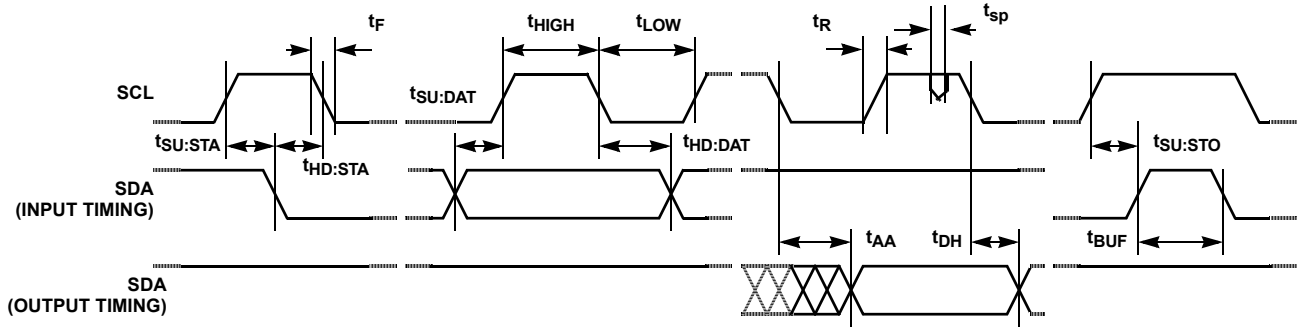 tF
tHIGH
tLOW
tR
tsp
SCL
tSU:DAT
tSU:STA
tHD:STA
tHD:DAT
tSU:STO
SDA
(INPUT TIMING)
tAA
tDH
tBUF
SDA
(OUTPUT TIMING)